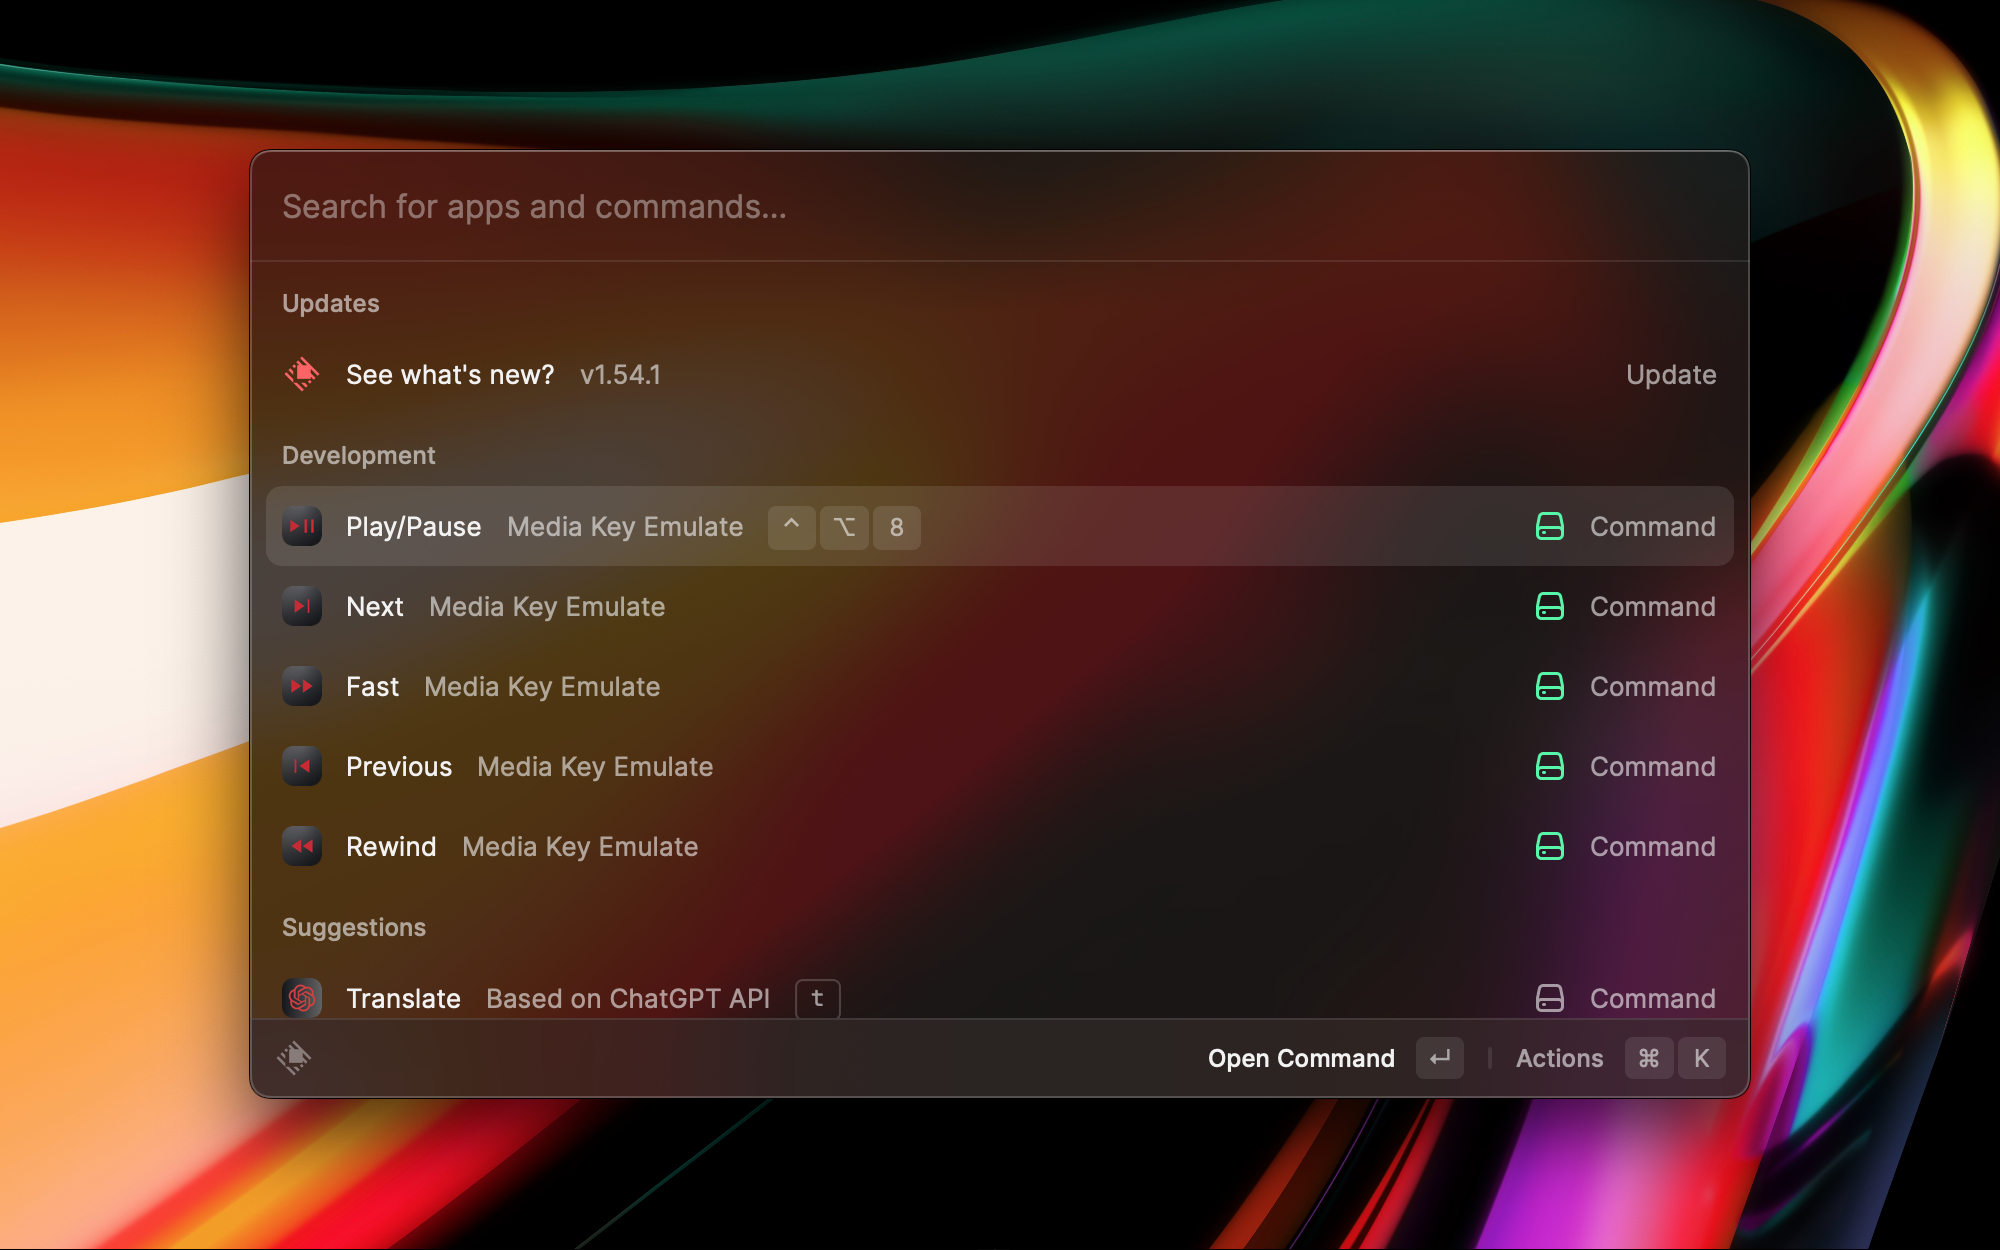 Search for apps and commands...
Updates
See what's new? v1.54.1 Update
Development
Play/Pause Media Key Emulate ^ ⌥ 8 Command
Next Media Key Emulate Command
Fast Media Key Emulate Command
Previous Media Key Emulate Command
Rewind Media Key Emulate Command
Suggestions
Translate Based on ChatGPT API t Command
Open Command ↵ Actions ⌘ K